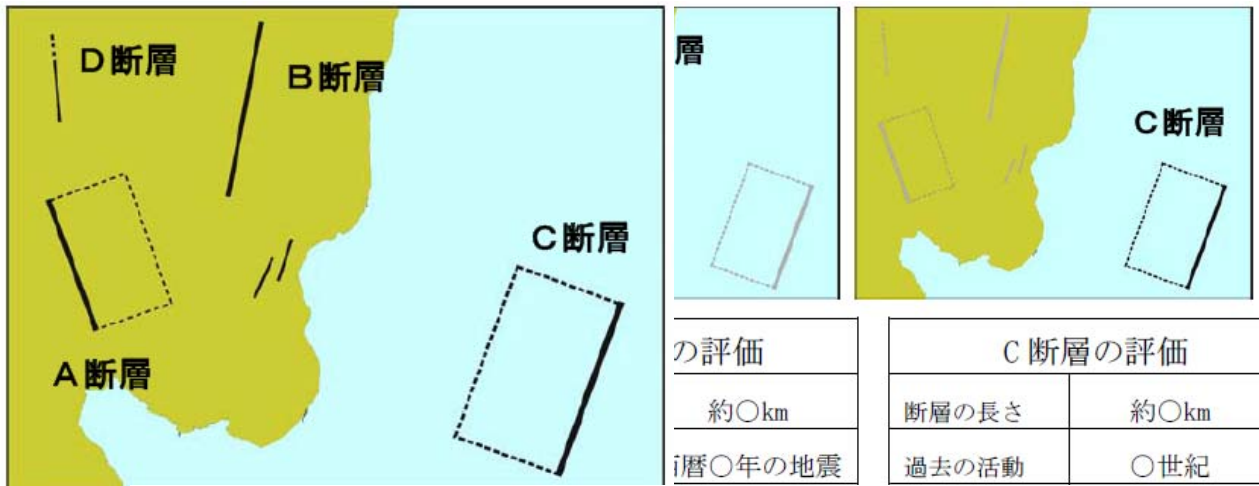 D断層
B断層
C断層
A断層
層
の評価
約○km
暦○年の地震
C断層
C断層の評価
断層の長さ
約○km
過去の活動
○世紀